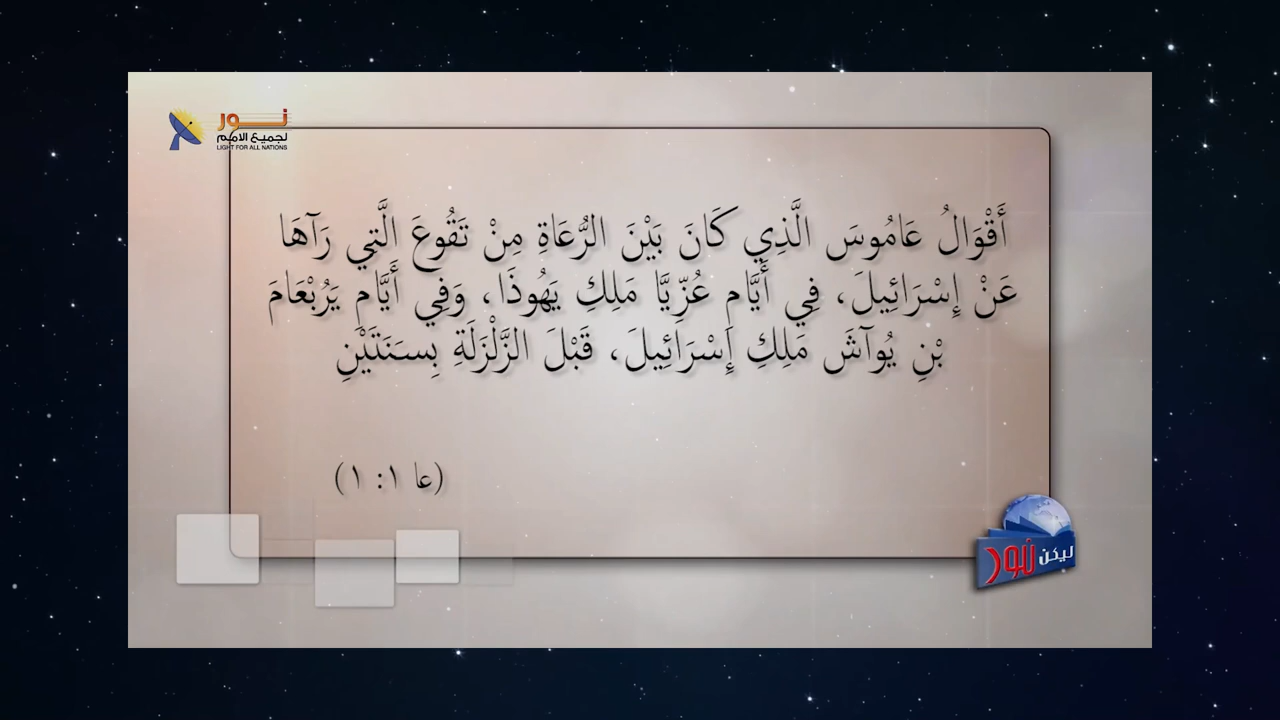 نور
لجميع الامم
LIGHT FOR ALL NATIONS
أَقْوَالُ عَامُوسَ الَّذِي كَانَ بَيْنَ الرُّعَاةِ مِنْ تَقُوعَ الَّتِي رَآهَا
عَنْ إِسْرَائِيلَ، فِي أَيَّامِ عُزِّيَّا مَلِكِ يَهُوذَا، وَفِي أَيَّامِ يَرُبْعَامَ
بْنِ يُوآشَ مَلِكِ إِسْرَائِيلَ، قَبْلَ الزَّلْزَلَةِ بِسَنَتَيْنِ
(عا ١: ١)
ليكن نور